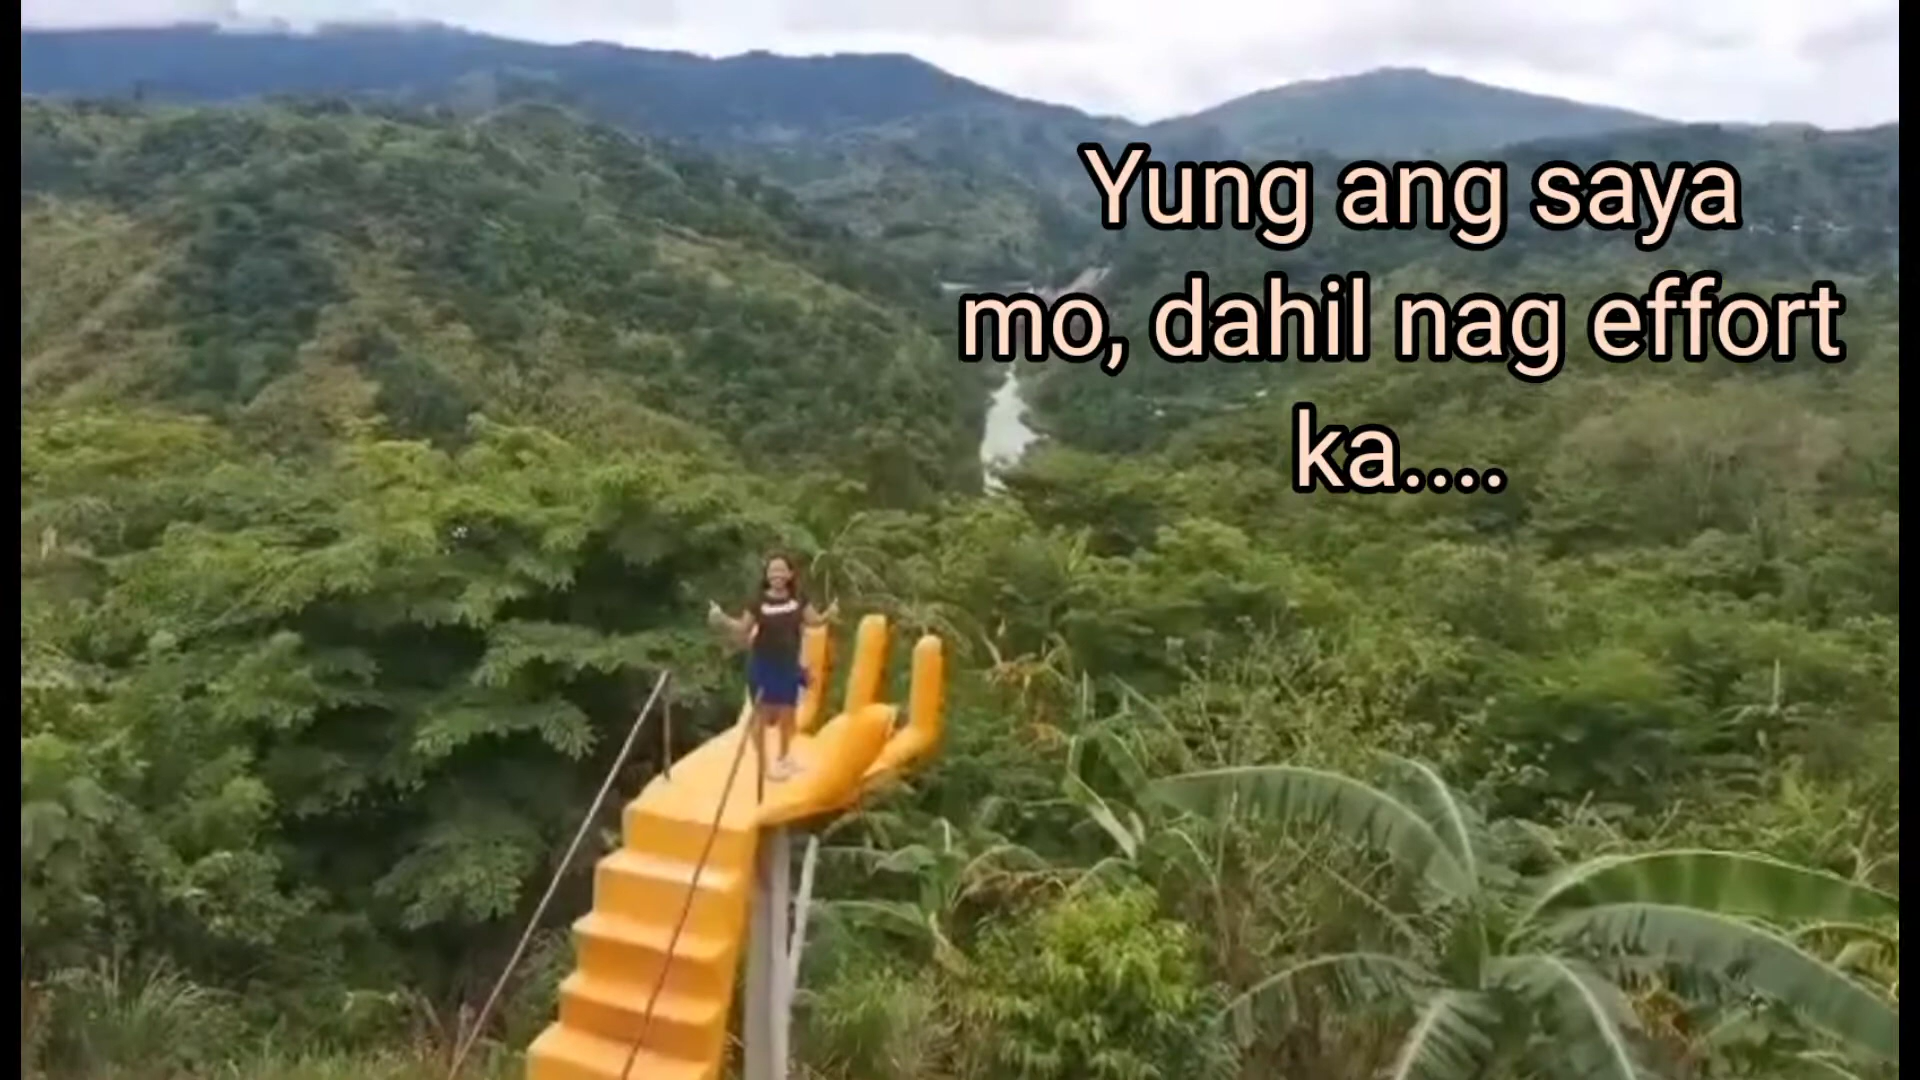 Yung ang saya
mo, dahil nag effort
ka....